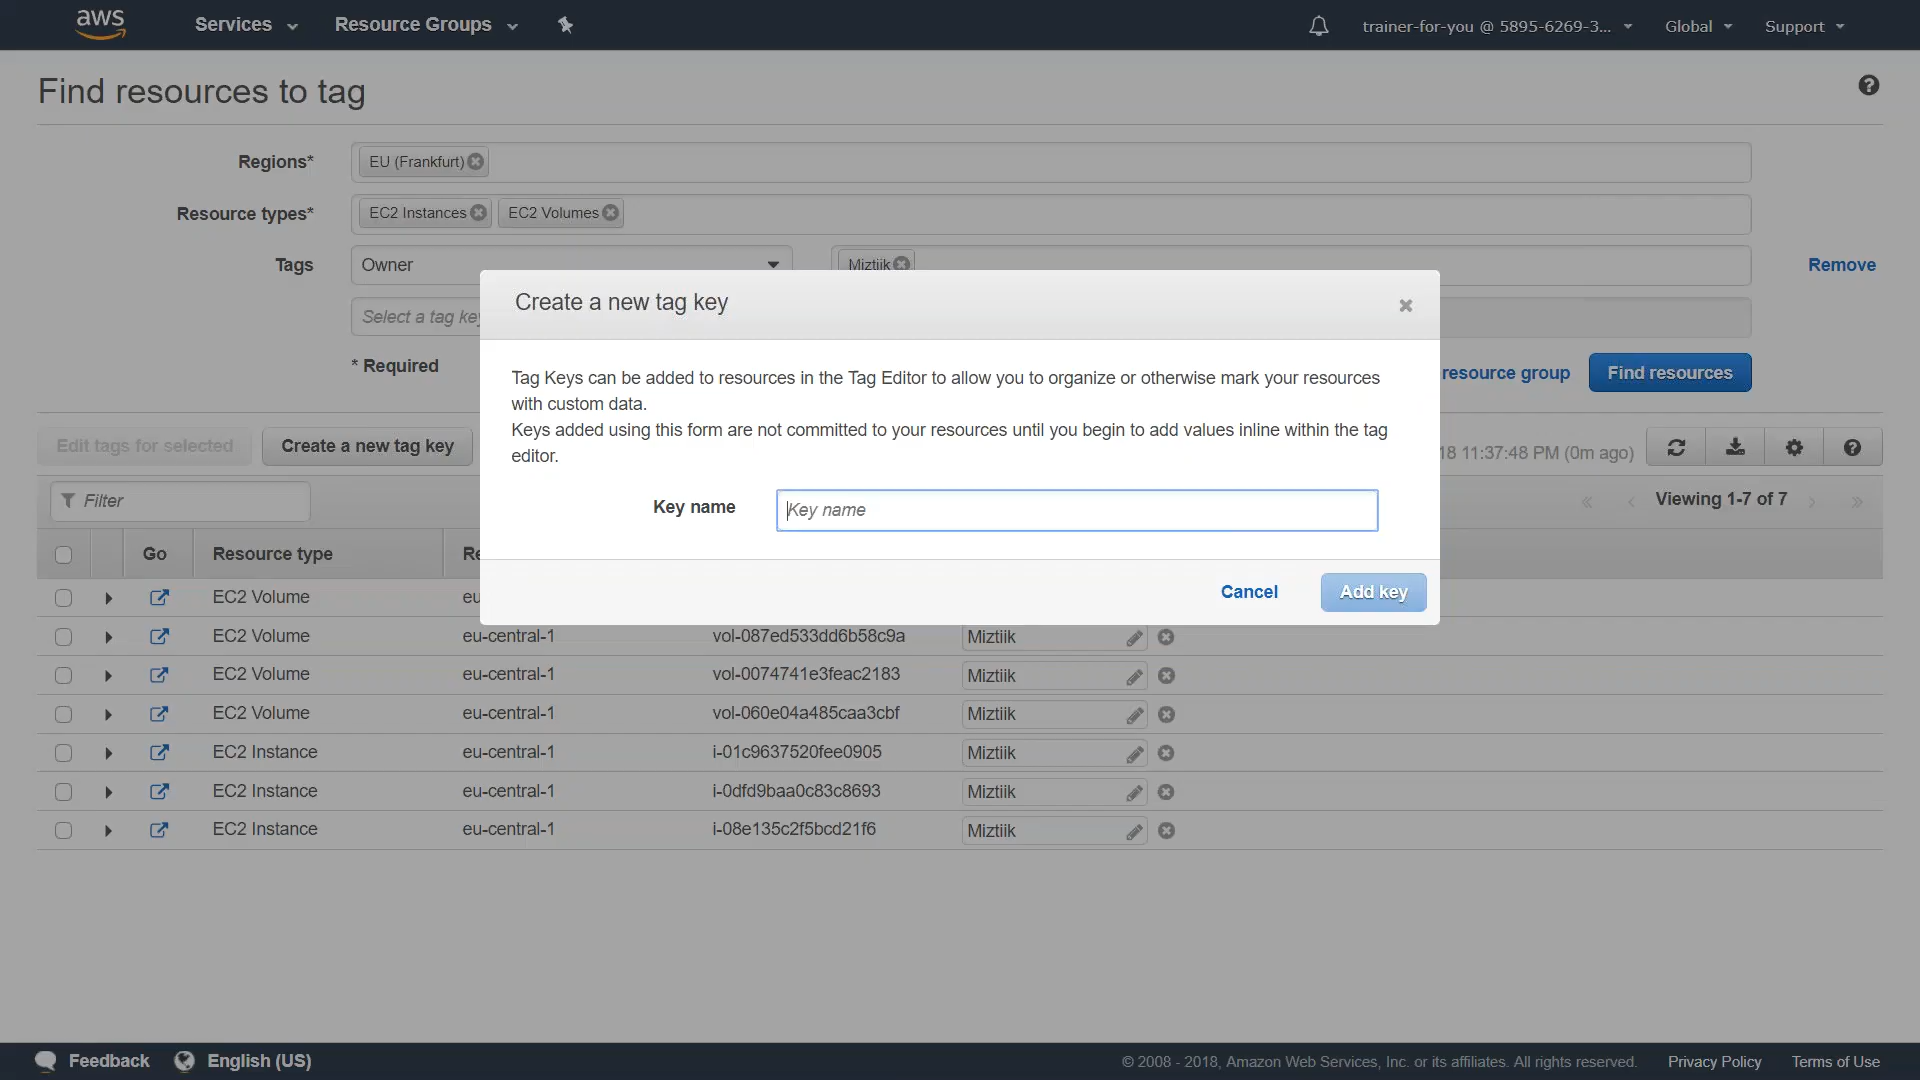 aws Services Resource Groups trainer-for-you @ 5895-6269-3... Global Support
Find resources to tag
Regions* EU (Frankfurt)
Resource types* EC2 Instances EC2 Volumes
Tags Owner Miztiik Remove
Select a tag key
* Required resource group Find resources
Create a new tag key
Tag Keys can be added to resources in the Tag Editor to allow you to organize or otherwise mark your resources
with custom data.
Keys added using this form are not committed to your resources until you begin to add values inline within the tag
editor.
Key name Key name
Cancel Add key
Edit tags for selected Create a new tag key 18 11:37:48 PM (0m ago)
Filter Viewing 1-7 of 7
Go Resource type Re
EC2 Volume eu
EC2 Volume eu-central-1 vol-087ed533dd6b58c9a Miztiik
EC2 Volume eu-central-1 vol-0074741e3feac2183 Miztiik
EC2 Volume eu-central-1 vol-060e04a485caa3cbf Miztiik
EC2 Instance eu-central-1 i-01c9637520fee0905 Miztiik
EC2 Instance eu-central-1 i-0dfd9baa0c83c8693 Miztiik
EC2 Instance eu-central-1 i-08e135c2f5bcd21f6 Miztiik
Feedback English (US) © 2008 - 2018, Amazon Web Services, Inc. or its affiliates. All rights reserved. Privacy Policy Terms of Use